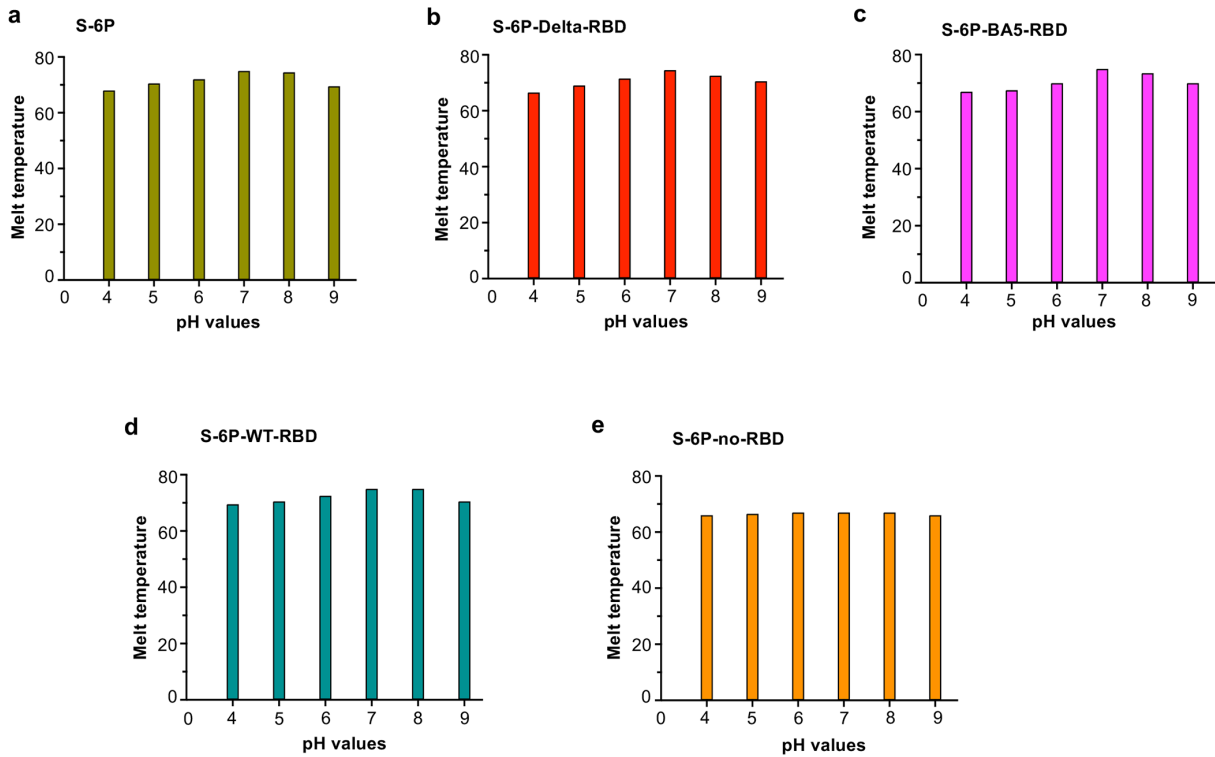 a
S-6P
Melt temperature
80
60
40
20
0
0 4 5 6 7 8 9
pH values
b
S-6P-Delta-RBD
Melt temperature
80
60
40
20
0
0 4 5 6 7 8 9
pH values
c
S-6P-BA5-RBD
Melt temperature
80
60
40
20
0
0 4 5 6 7 8 9
pH values
d
S-6P-WT-RBD
Melt temperature
80
60
40
20
0
0 4 5 6 7 8 9
pH values
e
S-6P-no-RBD
Melt temperature
80
60
40
20
0
0 4 5 6 7 8 9
pH values